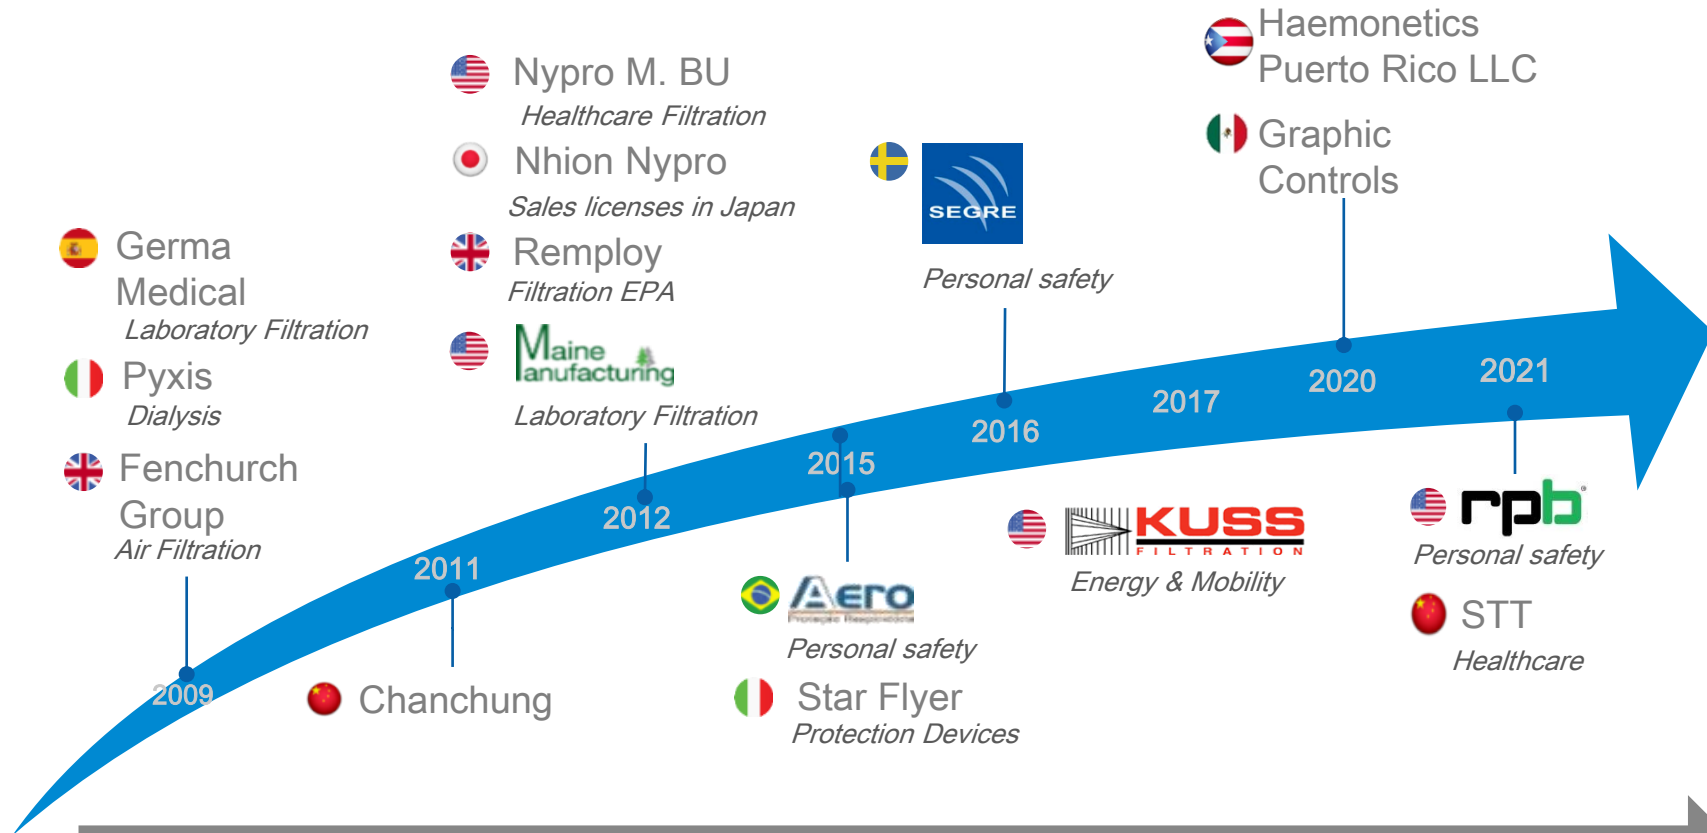 Germa
Medical
Laboratory Filtration
Pyxis
Dialysis
Fenchurch
Group
Air Filtration
2009
2011
Chanchung
Nypro M. BU
Healthcare Filtration
Nhion Nypro
Sales licenses in Japan
Remploy
Filtration EPA
Maine
Manufacturing
Laboratory Filtration
2012
2015
Aero
Proteção Respiratória
Personal safety
Star Flyer
Protection Devices
SEGRE
Personal safety
2016
2017
KUSS
FILTRATION
Energy & Mobility
Haemonetics
Puerto Rico LLC
Graphic
Controls
2020
2021
rpb®
Personal safety
STT
Healthcare